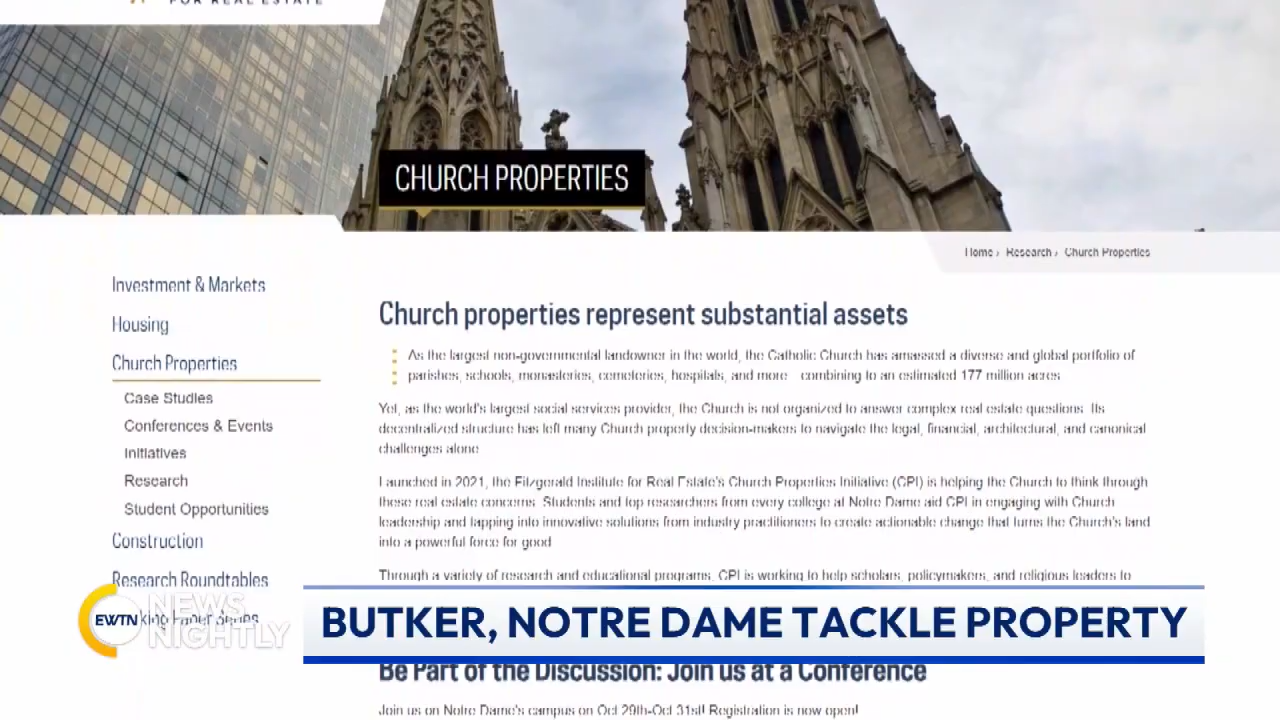 FOR REAL ESTATE
CHURCH PROPERTIES
Home › Research › Church Properties
Investment & Markets
Housing
Church Properties
Case Studies
Conferences & Events
Initiatives
Research
Student Opportunities
Construction
Research Roundtables
Church properties represent substantial assets
As the largest non-governmental landowner in the world, the Catholic Church has amassed a diverse and global portfolio of
parishes, schools, monasteries, cemeteries, hospitals, and more combining to an estimated 177 million acres
Yet, as the world's largest social services provider, the Church is not organized to answer complex real estate questions. Its
decentralized structure has left many Church property decision-makers to navigate the legal, financial, architectural, and canonical
challenges alone
Launched in 2021, the Fitzgerald Institute for Real Estate's Church Properties Initiative (CPI) is helping the Church to think through
these real estate concerns. Students and top researchers from every college at Notre Dame aid CPI in engaging with Church
leadership and tapping into innovative solutions from industry practitioners to create actionable change that turns the Church's land
into a powerful force for good
Through a variety of research and educational programs, CPI is working to help scholars, policymakers, and religious leaders to
EWTN
NEWS
NIGHTLY
king Paper Series
BUTKER, NOTRE DAME TACKLE PROPERTY
Be Part of the Discussion: Join us at a Conference
Join us on Notre Dame's campus on Oct 29th-Oct 31st! Registration is now open!